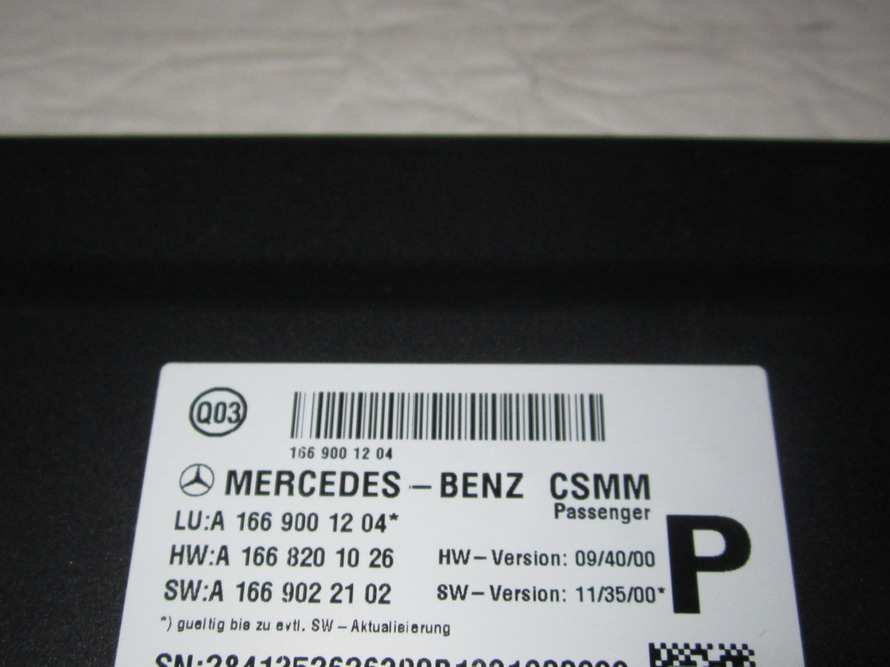 Q03
166 900 12 04
MERCEDES-BENZ CSMM
Passenger
P
LU:A 166 900 12 04*
HW:A 166 820 10 26 HW-Version: 09/40/00
SW:A 166 902 21 02 SW-Version: 11/35/00*
*) gueltig bis zu evtl. SW-Aktualisierung